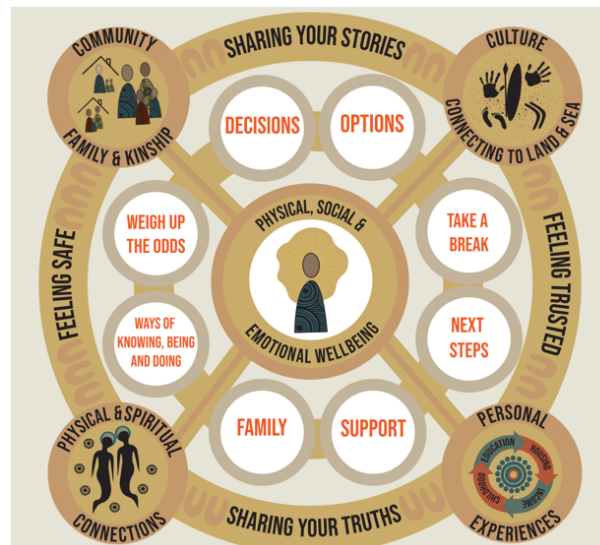 COMMUNITY
FAMILY & KINSHIP
SHARING YOUR STORIES
CULTURE
CONNECTING TO LAND & SEA
DECISIONS
OPTIONS
WEIGH UP
THE ODDS
PHYSICAL, SOCIAL &
EMOTIONAL WELLBEING
TAKE A
BREAK
FEELING SAFE
FEELING TRUSTED
WAYS OF
KNOWING, BEING
AND DOING
NEXT
STEPS
FAMILY
SUPPORT
PHYSICAL & SPIRITUAL
CONNECTIONS
SHARING YOUR TRUTHS
PERSONAL
EXPERIENCES
EDUCATION
HOUSING
INCOME
CHILDHOOD